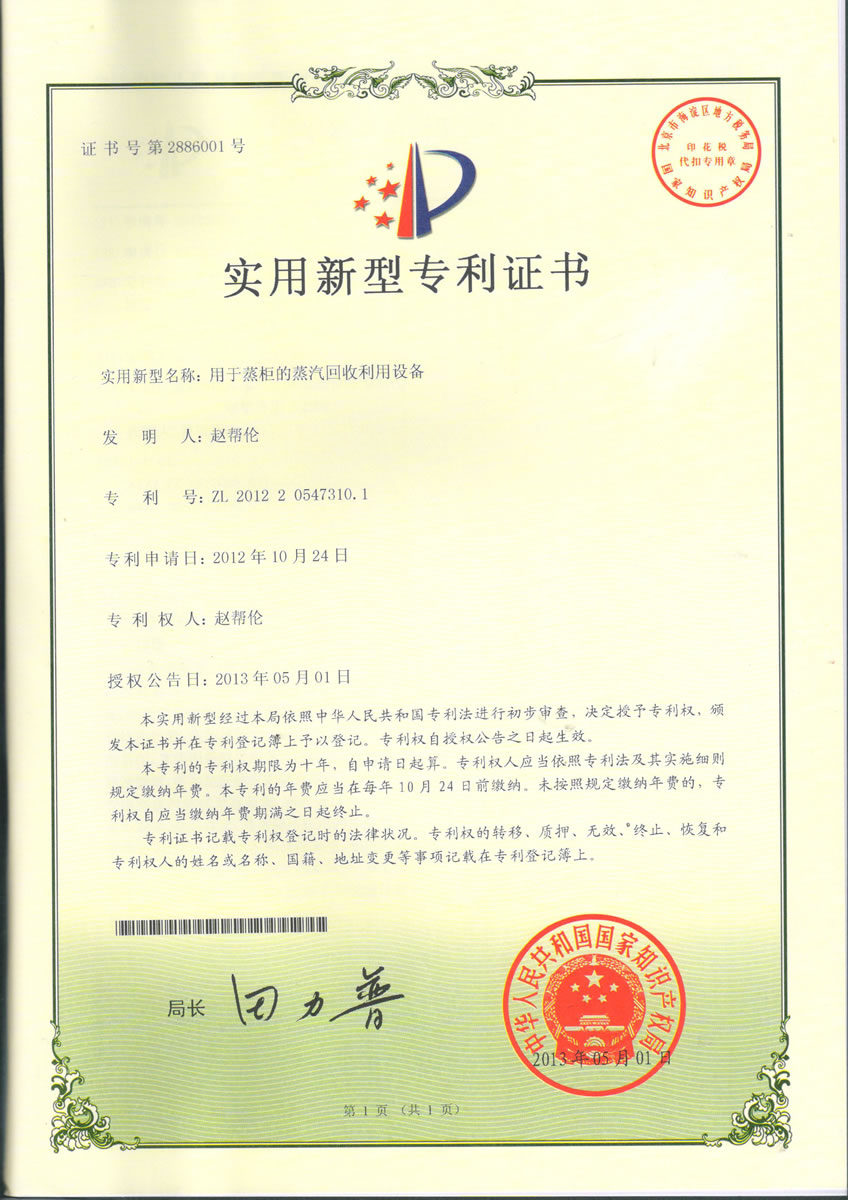 证书号第2886001号
北京市海淀区地方税务局
印花税
代扣专用章
国家知识产权局
实用新型专利证书
实用新型名称：用于蒸柜的蒸汽回收利用设备
发明人：赵帮伦
专利号：ZL 2012 2 0547310.1
专利申请日：2012年10月24日
专利权人：赵帮伦
授权公告日：2013年05月01日
本实用新型经过本局依照中华人民共和国专利法进行初步审查，决定授予专利权，颁
发本证书并在专利登记簿上予以登记。专利权自授权公告之日起生效。
本专利的专利权期限为十年，自申请日起算。专利权人应当依照专利法及其实施细则
规定缴纳年费。本专利的年费应当在每年10月24日前缴纳。未按照规定缴纳年费的，专
利权自应当缴纳年费期满之日起终止。
专利证书记载专利权登记时的法律状况。专利权的转移、质押、无效、终止、恢复和
专利权人的姓名或名称、国籍、地址变更等事项记载在专利登记簿上。
局长 田力普
中华人民共和国国家知识产权局
2013年05月01日
第1页（共1页）